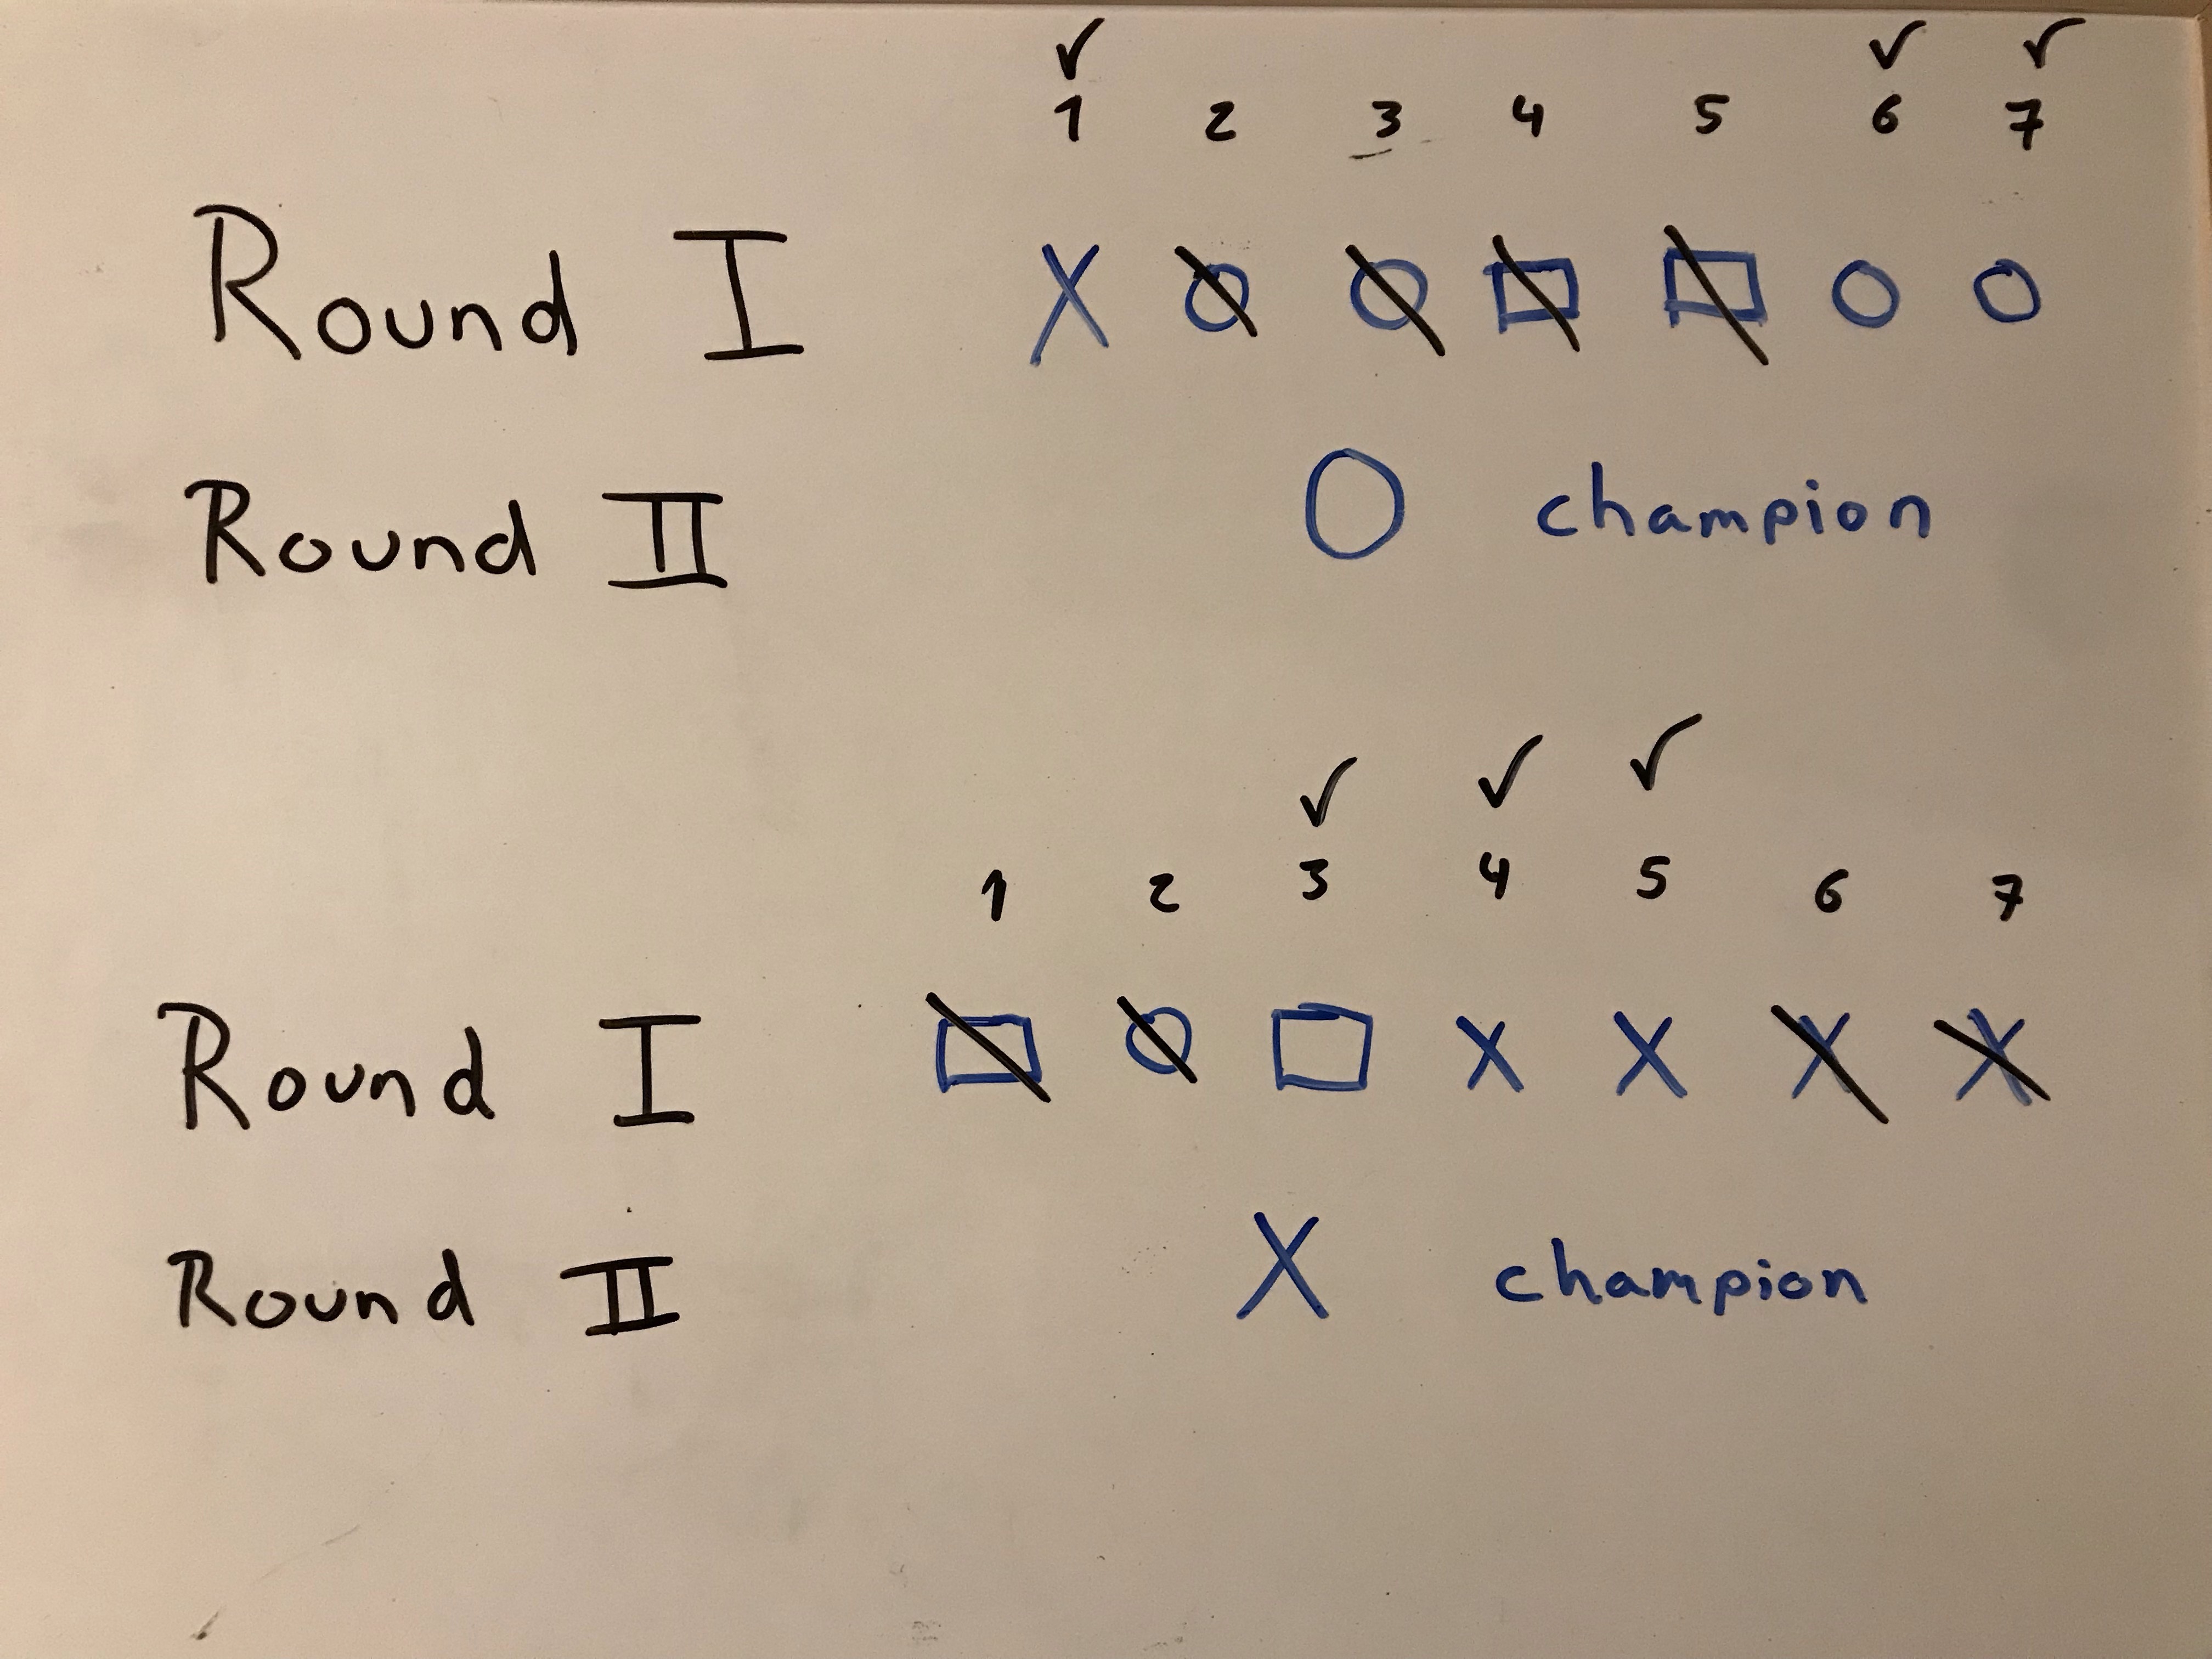 ✓ ✓ ✓
1 2 3 4 5 6 7
Round I X O O □ □ O O
Round II O champion
✓ ✓ ✓
1 2 3 4 5 6 7
Round I □ O □ X X X X
Round II X champion